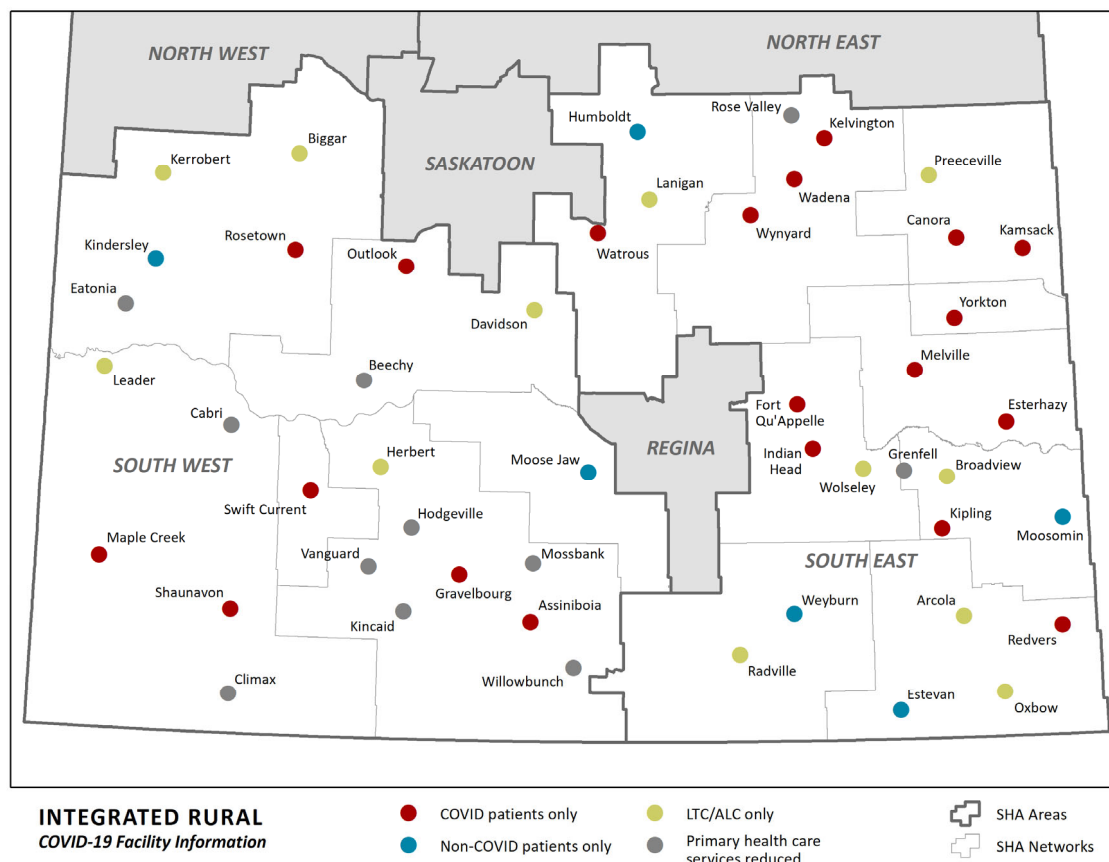 NORTH WEST
NORTH EAST
Rose Valley
Humboldt
Kelvington
Biggar
Kerrobert
SASKATOON
Preeceville
Lanigan
Wadena
Canora
Kamsack
Kindersley
Rosetown
Outlook
Watrous
Wynyard
Eatonia
Yorkton
Davidson
Melville
Beechy
Leader
Fort
Qu'Appelle
Esterhazy
Cabri
REGINA
Indian
Head
Grenfell
Herbert
Moose Jaw
Broadview
SOUTH WEST
Wolseley
Swift Current
Hodgeville
Kipling
Moosomin
Maple Creek
Vanguard
Mossbank
SOUTH EAST
Gravelbourg
Shaunavon
Assiniboia
Weyburn
Arcola
Kincaid
Redvers
Willowbunch
Radville
Climax
Estevan
Oxbow
INTEGRATED RURAL
COVID-19 Facility Information
COVID patients only
Non-COVID patients only
LTC/ALC only
Primary health care
services reduced
SHA Areas
SHA Networks